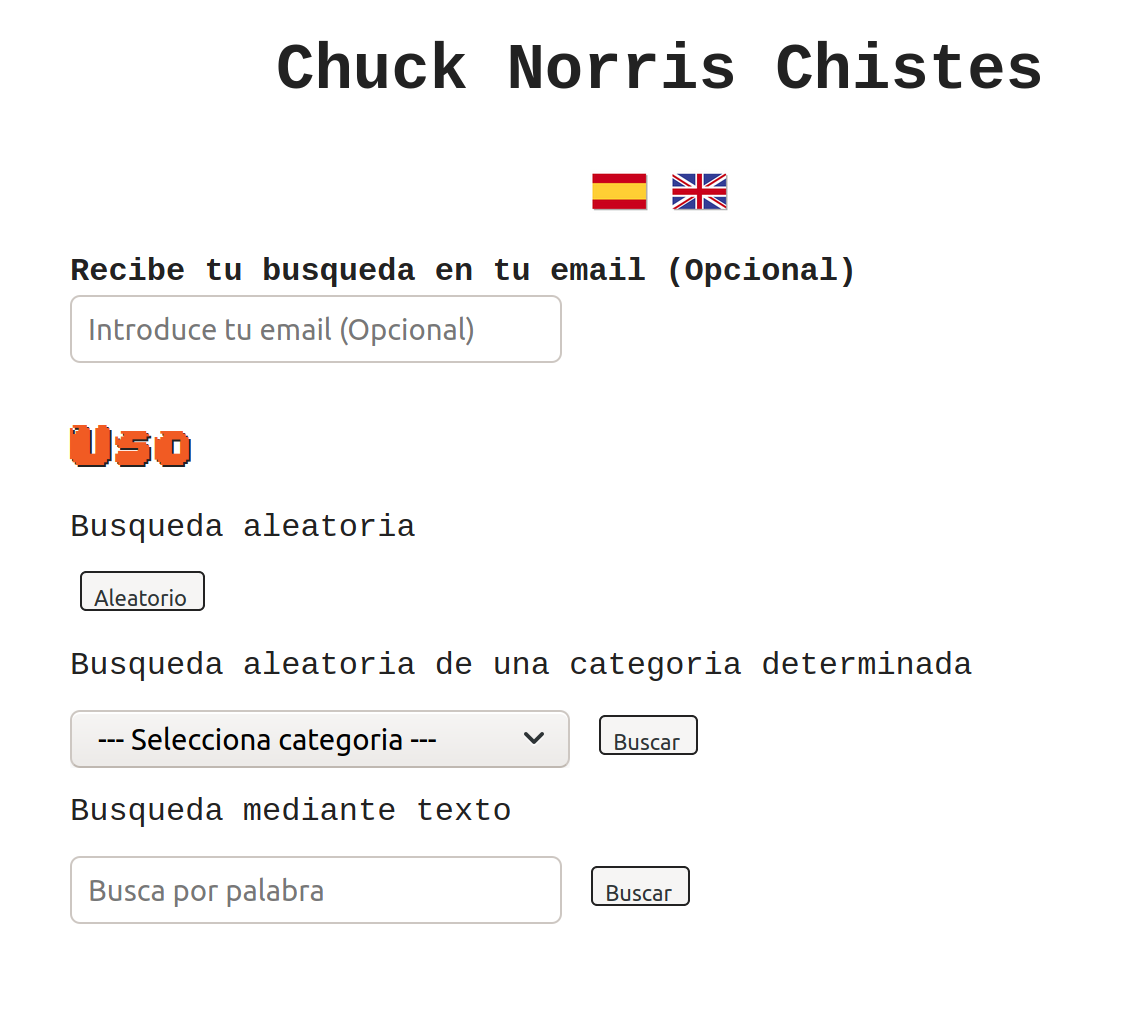 Chuck Norris Chistes
Recibe tu busqueda en tu email (Opcional)
Introduce tu email (Opcional)
Uso
Busqueda aleatoria
Aleatorio
Busqueda aleatoria de una categoria determinada
--- Selecciona categoria --- Buscar
Busqueda mediante texto
Busca por palabra Buscar